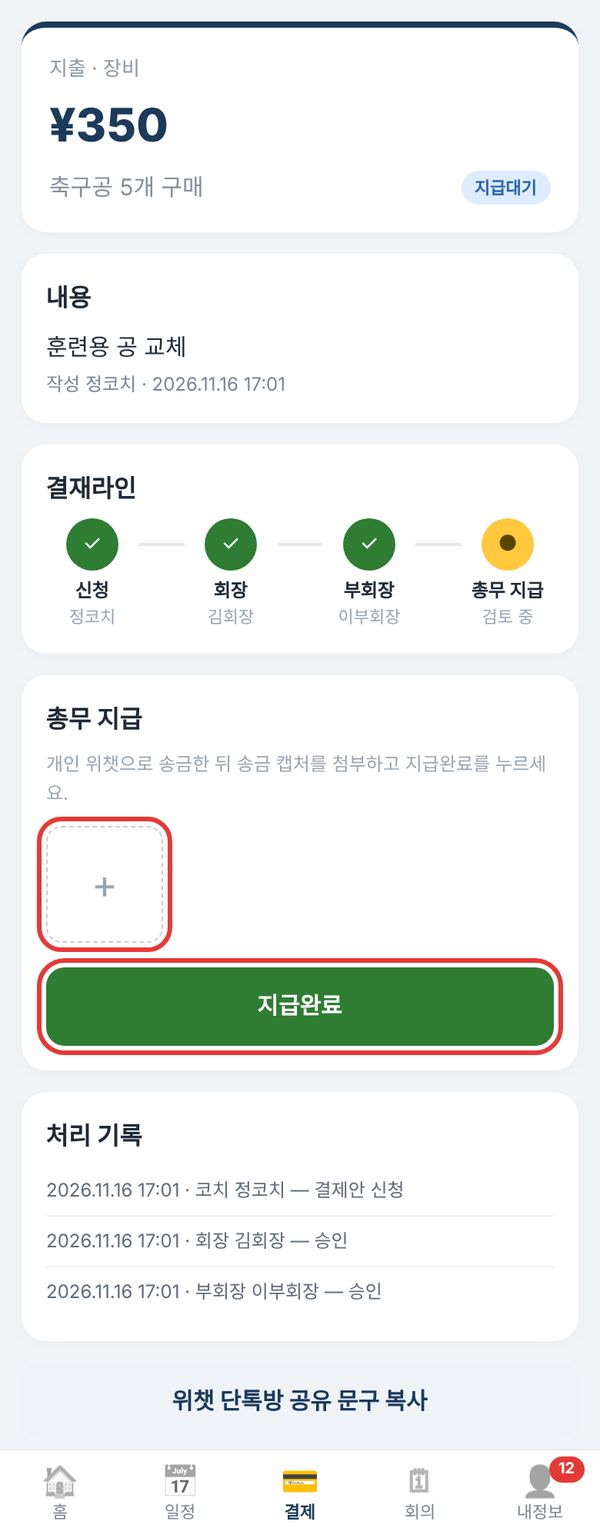 지출 · 장비
¥350
축구공 5개 구매
지급대기
내용
훈련용 공 교체
작성 정코치 · 2026.11.16 17:01
결재라인
신청
회장
부회장
총무 지급
정코치
김회장
이부회장
검토 중
총무 지급
개인 위챗으로 송금한 뒤 송금 캡처를 첨부하고 지급완료를 누르세
요.
+
지급완료
처리 기록
2026.11.16 17:01 · 코치 정코치 — 결제안 신청
2026.11.16 17:01 · 회장 김회장 — 승인
2026.11.16 17:01 · 부회장 이부회장 — 승인
위챗 단톡방 공유 문구 복사
July
17
1
12
홈
일정
결제
회의
내정보